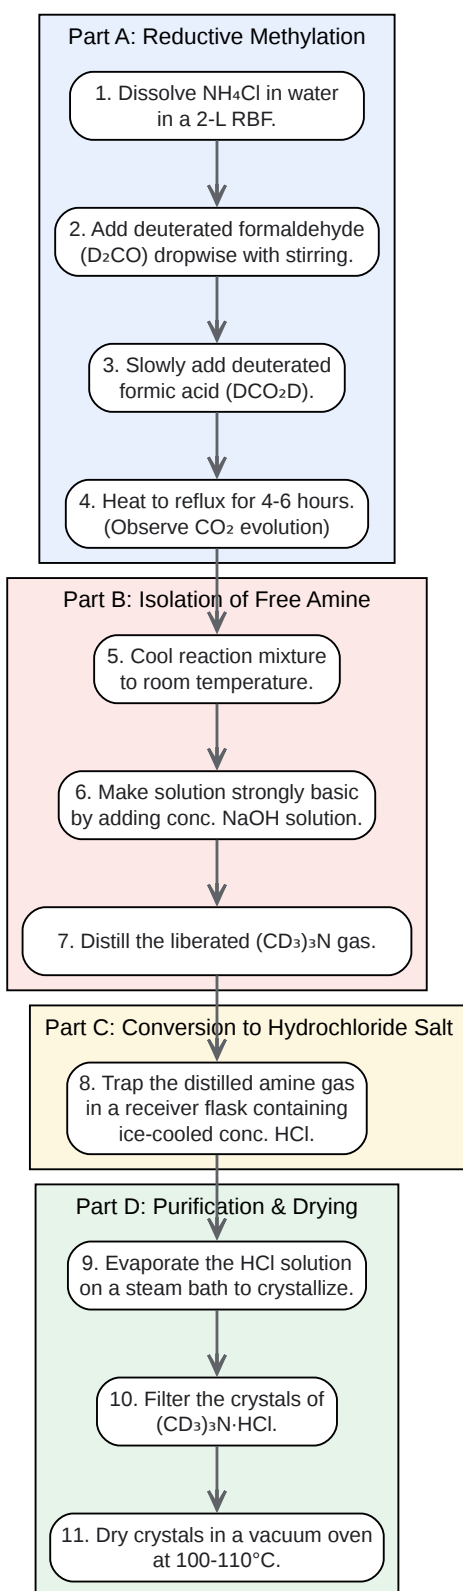 Part A: Reductive Methylation
1. Dissolve NH₄Cl in water
in a 2-L RBF.
2. Add deuterated formaldehyde
(D₂CO) dropwise with stirring.
3. Slowly add deuterated
formic acid (DCO₂D).
4. Heat to reflux for 4-6 hours.
(Observe CO₂ evolution)
Part B: Isolation of Free Amine
5. Cool reaction mixture
to room temperature.
6. Make solution strongly basic
by adding conc. NaOH solution.
7. Distill the liberated (CD₃)₃N gas.
Part C: Conversion to Hydrochloride Salt
8. Trap the distilled amine gas
in a receiver flask containing
ice-cooled conc. HCl.
Part D: Purification & Drying
9. Evaporate the HCl solution
on a steam bath to crystallize.
10. Filter the crystals of
(CD₃)₃N·HCl.
11. Dry crystals in a vacuum oven
at 100-110°C.